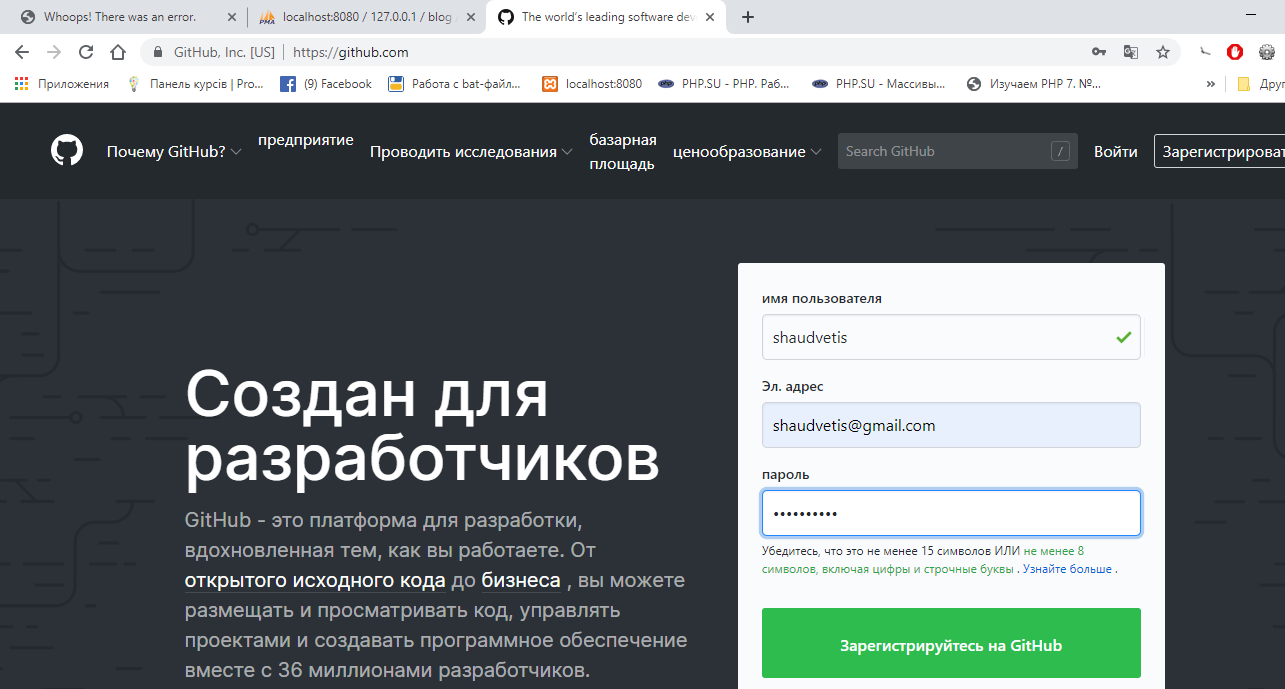 Whoops! There was an error.
localhost:8080 / 127.0.0.1 / blog
The world's leading software dev
GitHub, Inc. [US]
https://github.com
Приложения
Панель курсів | Pro...
(9) Facebook
Работа с bat-файл...
localhost:8080
PHP.SU - PHP. Раб...
PHP.SU - Массивы...
Изучаем PHP 7. №...
»
Друг
Почему GitHub?
предприятие
Проводить исследования
базарная
площадь
ценообразование
Search GitHub
/
Войти
Зарегистрироват
имя пользователя
shaudvetis
Эл. адрес
shaudvetis@gmail.com
пароль
••••••••••
Убедитесь, что это не менее 15 символов ИЛИ не менее 8
символов, включая цифры и строчные буквы . Узнайте больше .
Зарегистрируйтесь на GitHub
Создан для
разработчиков
GitHub - это платформа для разработки,
вдохновленная тем, как вы работаете. От
открытого исходного кода до бизнеса , вы можете
размещать и просматривать код, управлять
проектами и создавать программное обеспечение
вместе с 36 миллионами разработчиков.